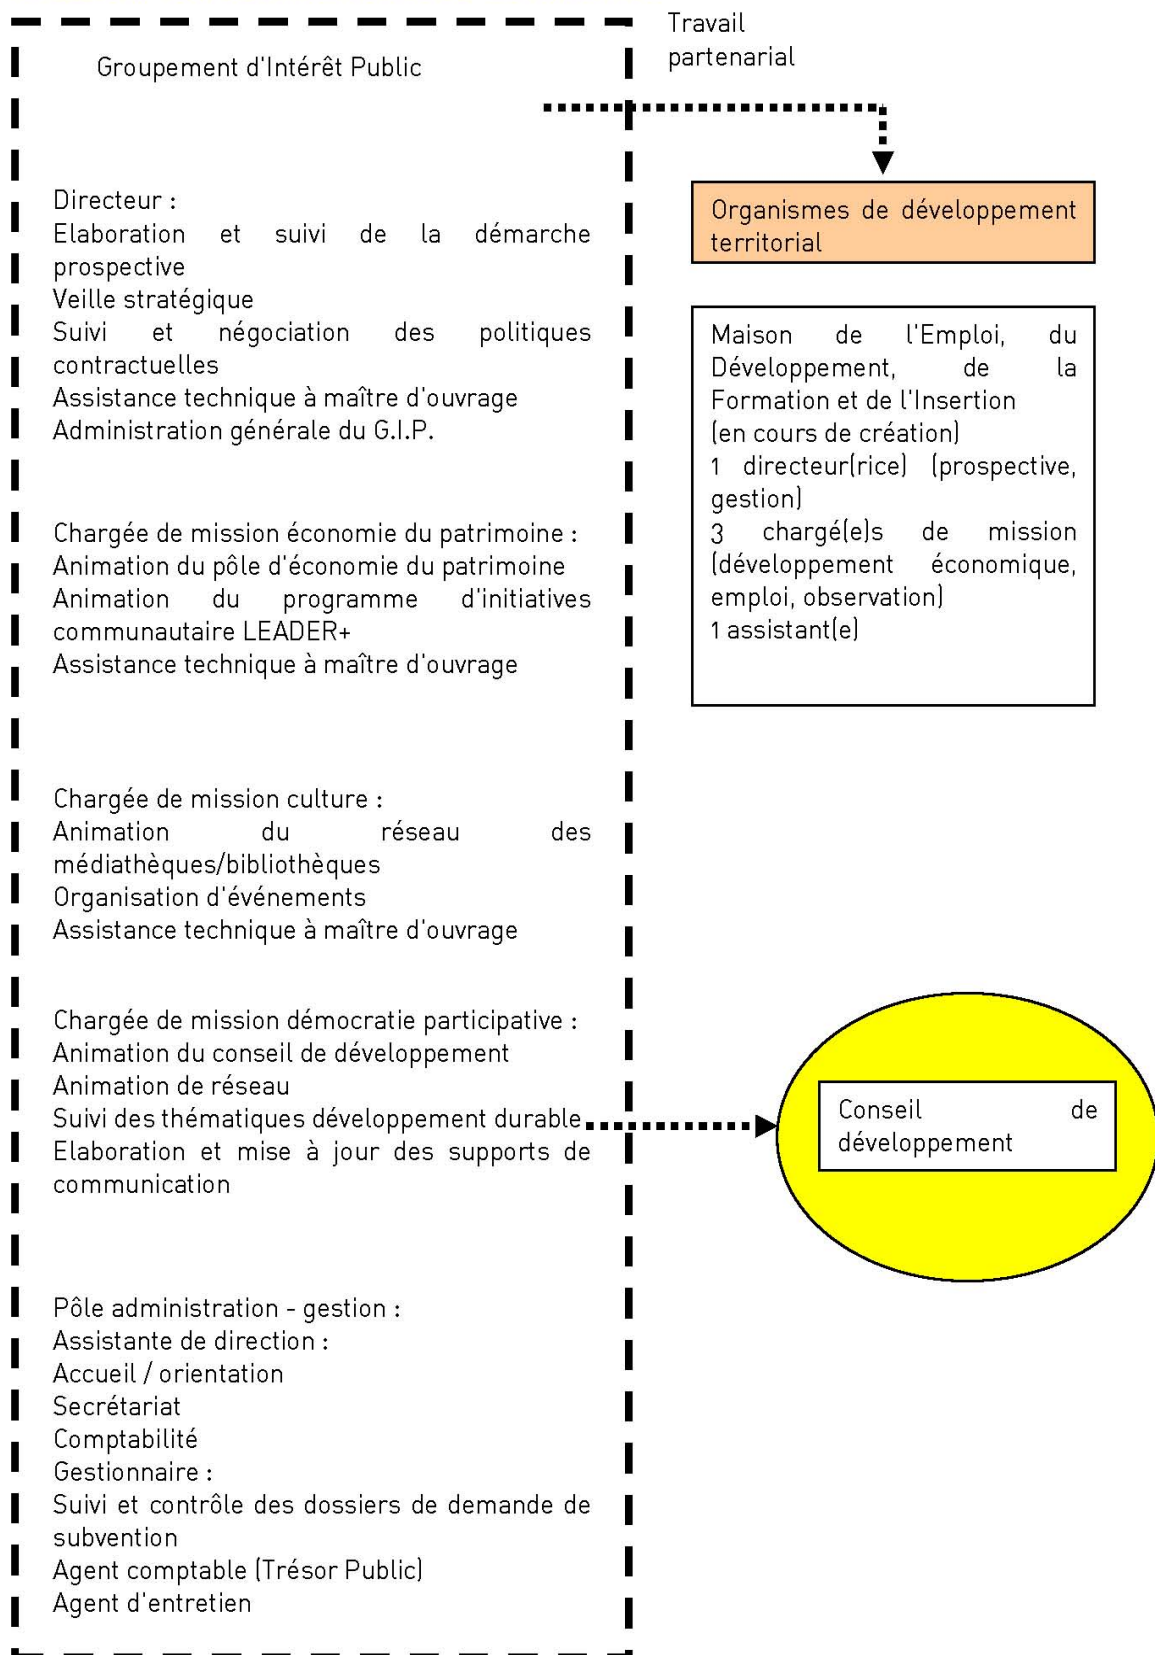 Travail
partenarial
Groupement d'Intérêt Public
Directeur :
Elaboration et suivi de la démarche
prospective
Veille stratégique
Suivi et négociation des politiques
contractuelles
Assistance technique à maître d'ouvrage
Administration générale du G.I.P.
Chargée de mission économie du patrimoine :
Animation du pôle d'économie du patrimoine
Animation du programme d'initiatives
communautaire LEADER+
Assistance technique à maître d'ouvrage
Chargée de mission culture :
Animation du réseau des
médiathèques/bibliothèques
Organisation d'événements
Assistance technique à maître d'ouvrage
Chargée de mission démocratie participative :
Animation du conseil de développement
Animation de réseau
Suivi des thématiques développement durable
Elaboration et mise à jour des supports de
communication
Pôle administration - gestion :
Assistante de direction :
Accueil / orientation
Secrétariat
Comptabilité
Gestionnaire :
Suivi et contrôle des dossiers de demande de
subvention
Agent comptable (Trésor Public)
Agent d'entretien
Organismes de développement
territorial
Maison de l'Emploi, du
Développement, de la
Formation et de l'Insertion
(en cours de création)
1 directeur(rice) (prospective,
gestion)
3 chargé(e)s de mission
(développement économique,
emploi, observation)
1 assistant(e)
Conseil de
développement